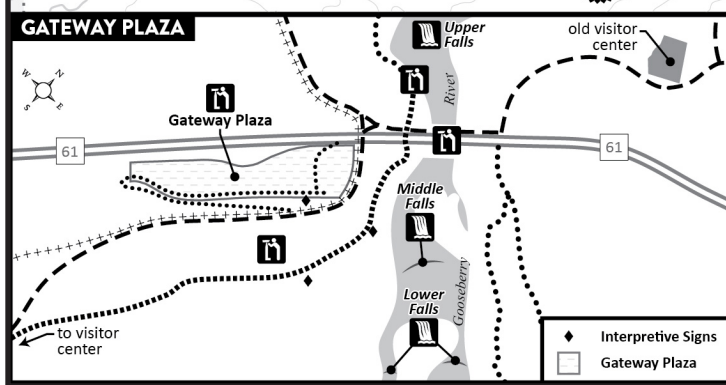 GATEWAY PLAZA
Upper
Falls
old visitor
center
W
N
S
E
River
Gateway Plaza
61
61
Middle
Falls
Gooseberry
Lower
Falls
to visitor
center
Interpretive Signs
Gateway Plaza